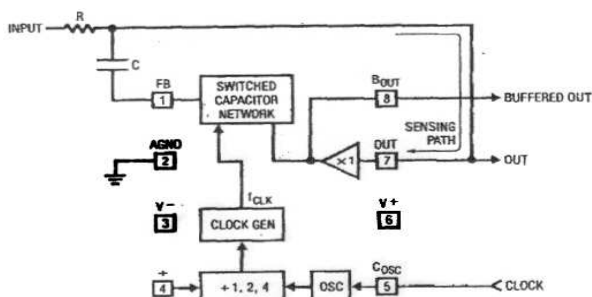 R
INPUT
C
FB
1
SWITCHED
CAPACITOR
NETWORK
BOUT
8
BUFFERED OUT
SENSING
PATH
AGND
2
×1
OUT
7
OUT
fCLK
V-
3
CLOCK GEN
V+
6
÷
4
÷1, 2, 4
OSC
COSC
5
CLOCK